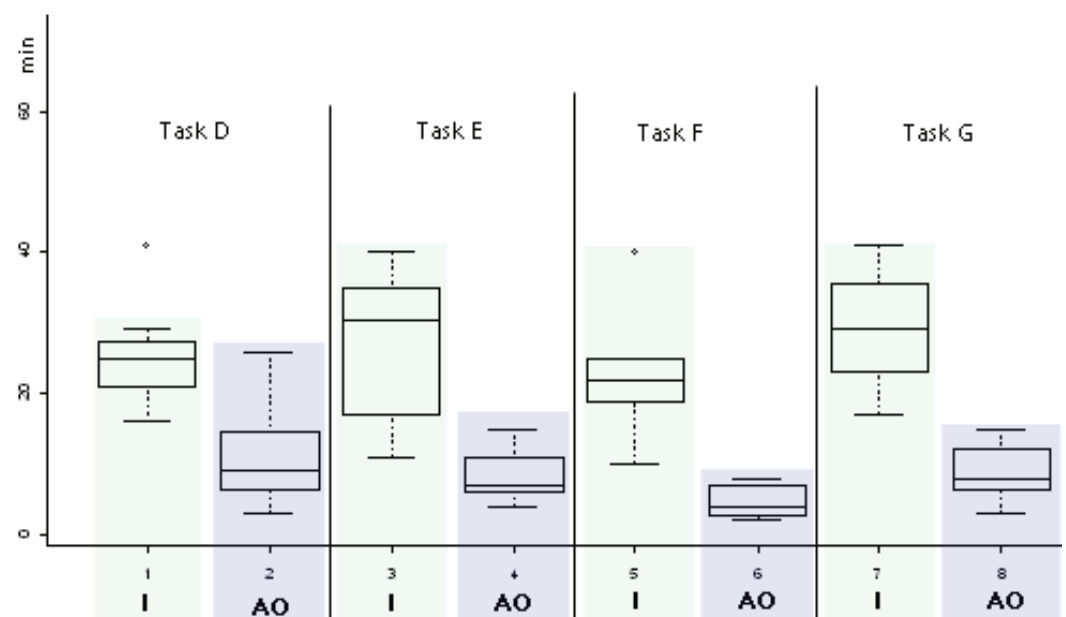 min
60
40
20
0
Task D
Task E
Task F
Task G
1 2 3 4 5 6 7 8
I AO I AO I AO I AO